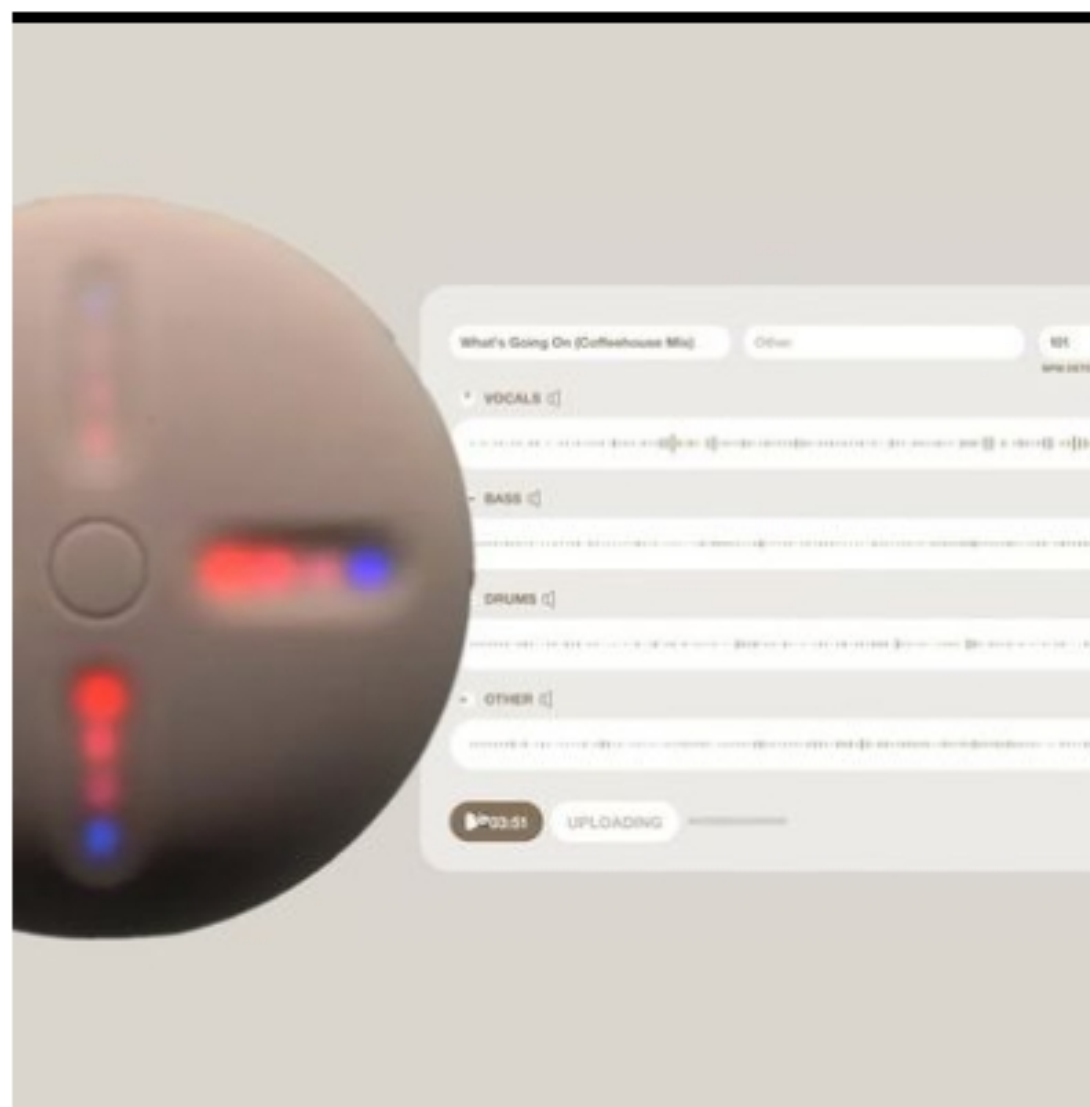 What's Going On (Coffeehouse Mix)
Other
101
VOCALS
BASS
DRUMS
OTHER
03:51
UPLOADING